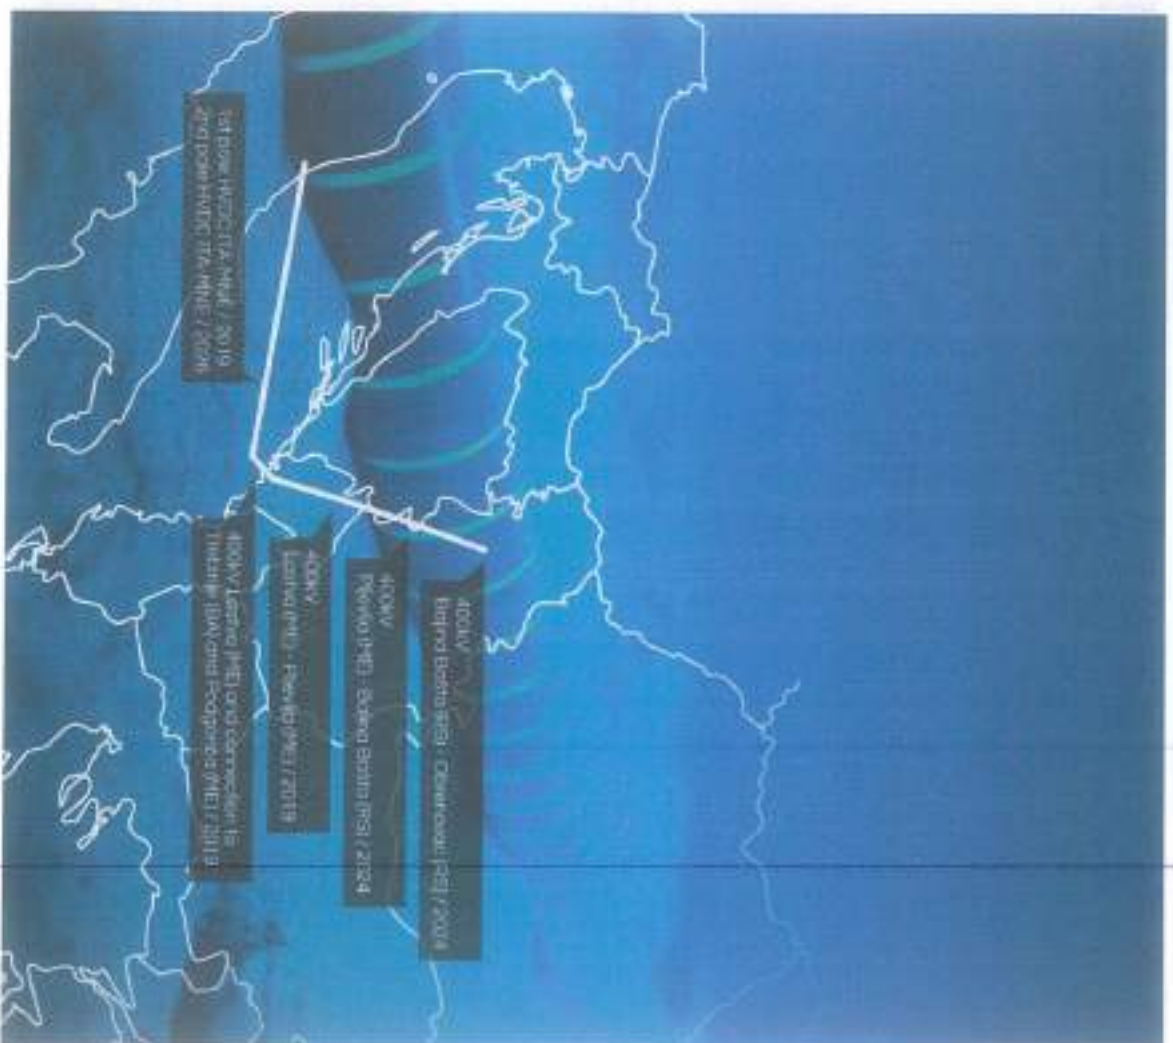 1st pole HVDC ITA-MNE / 2019
2nd pole HVDC ITA-MNE / 2026
400kV
Bajina Bašta (RS) - Obrenovac (RS) / 2024
400kV
Pljevlja (ME) - Bajina Bašta (RS) / 2024
400kV
Lastva (ME) - Pljevlja (ME) / 2019
400kV Lastva (ME) and connection to
Trebinje (BA) and Podgorica (ME) / 2019